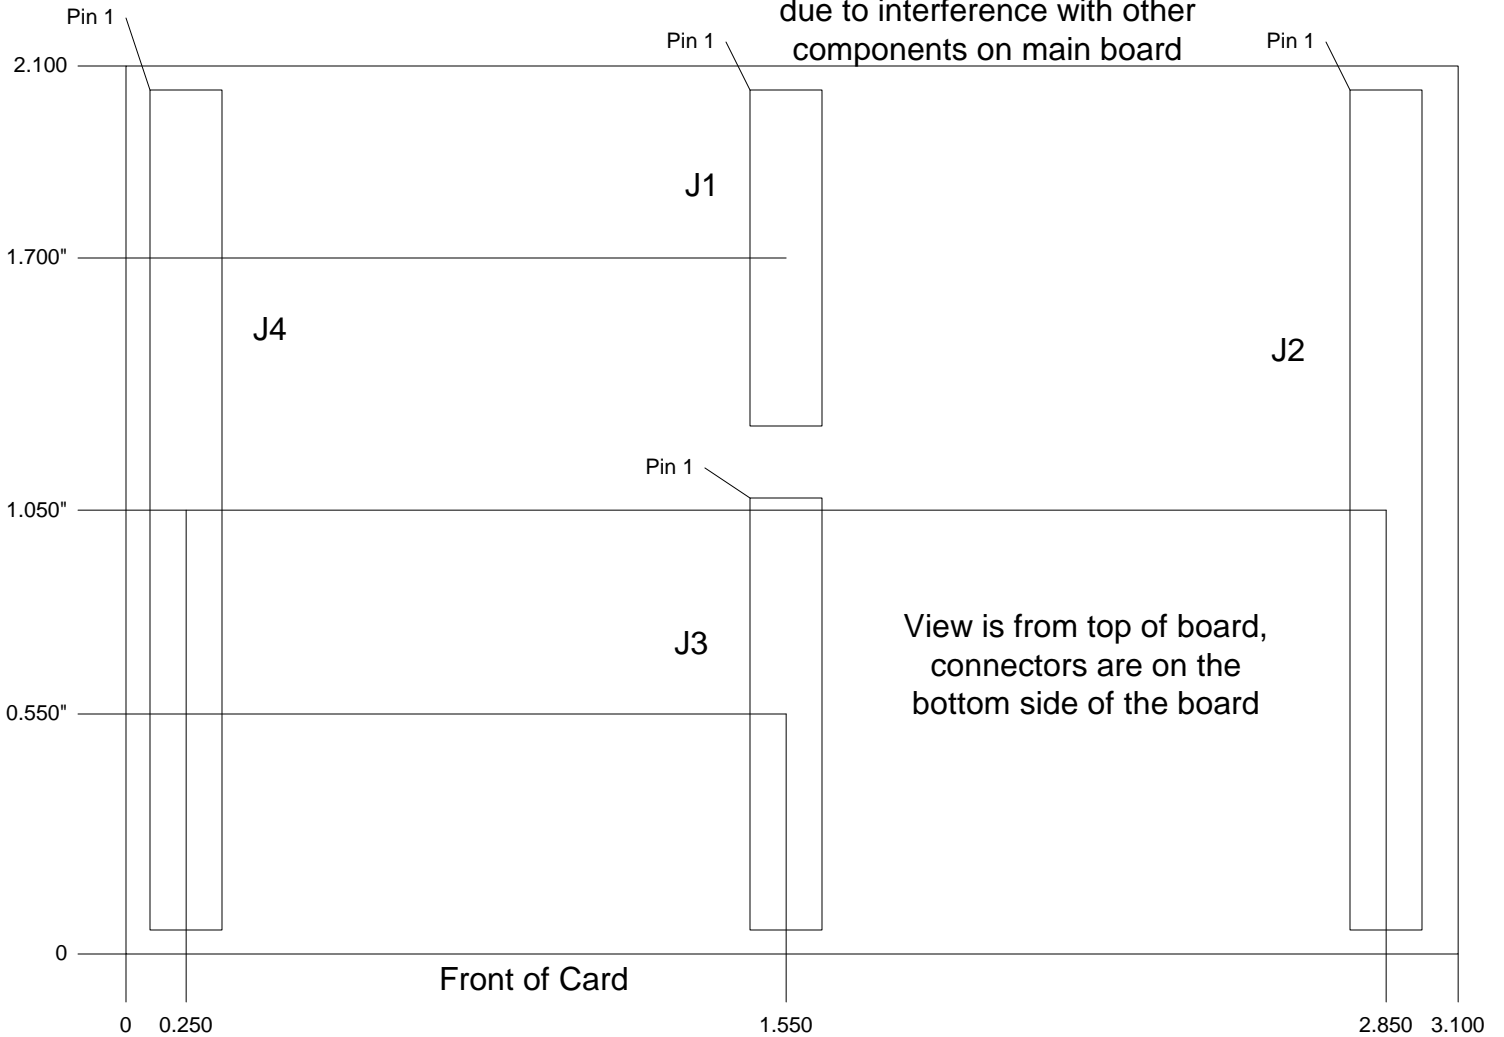 due to interference with other
components on main board
Pin 1
Pin 1
Pin 1
2.100
J1
1.700"
J4
J2
Pin 1
1.050"
J3
View is from top of board,
connectors are on the
bottom side of the board
0.550"
0
Front of Card
0
0.250
1.550
2.850
3.100